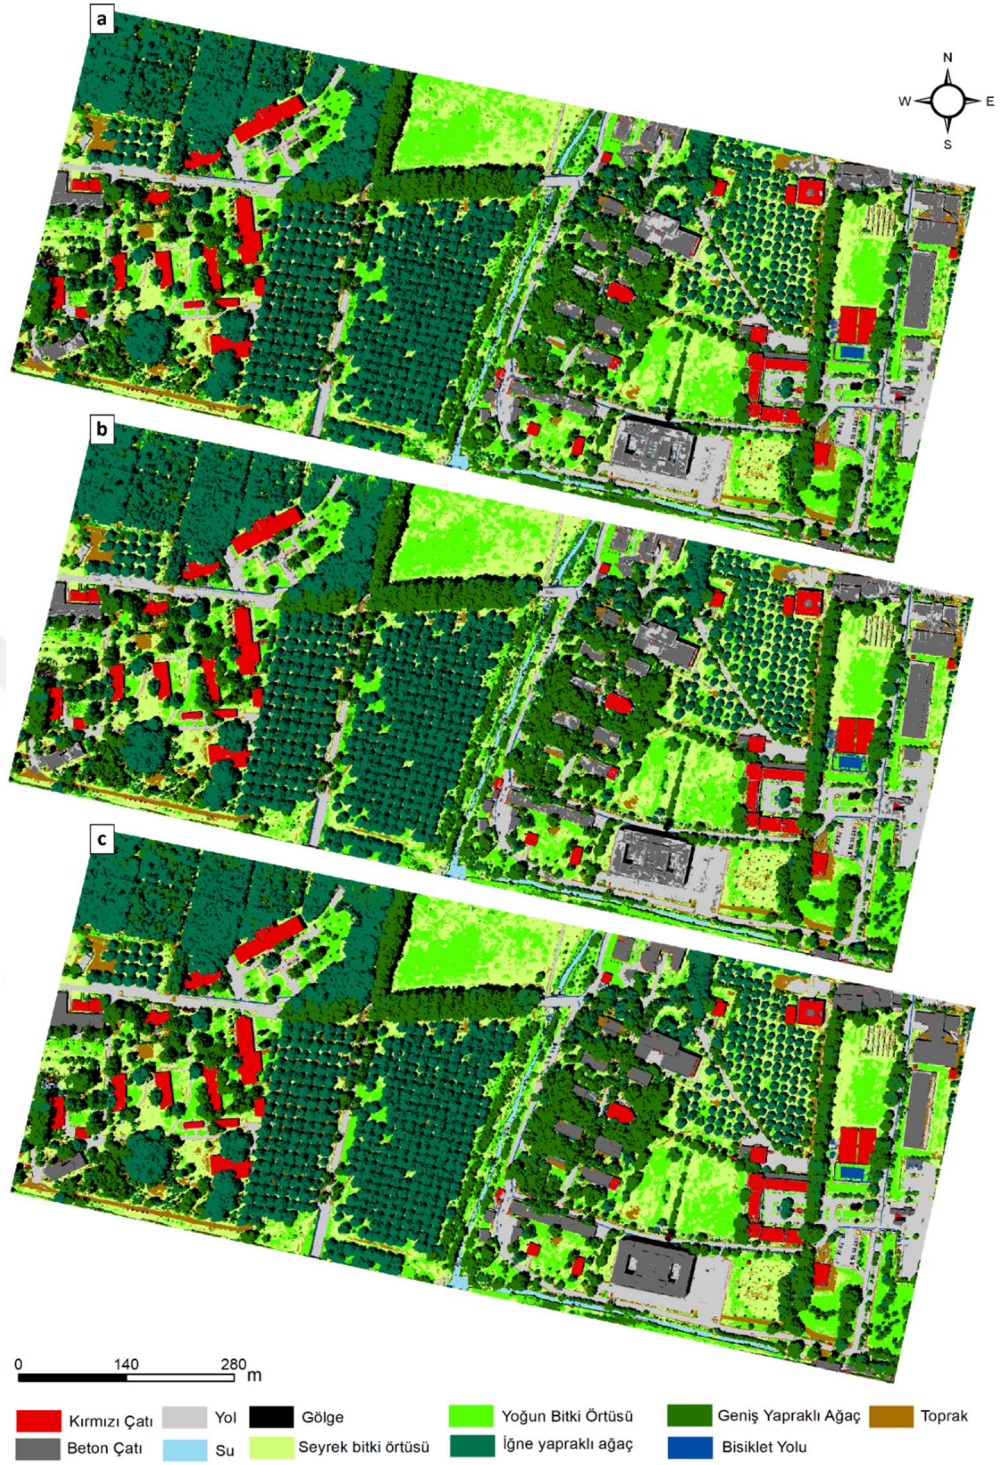 a
N
W E
S
b
c
0 140 280 m
Kırmızı Çatı Yol Gölge Yoğun Bitki Örtüsü Geniş Yapraklı Ağaç Toprak
Beton Çatı Su Seyrek bitki örtüsü İğne yapraklı ağaç Bisiklet Yolu